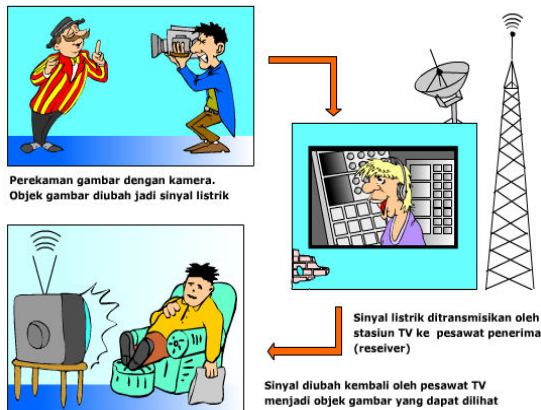 Perekaman gambar dengan kamera.
Objek gambar diubah jadi sinyal listrik
Sinyal listrik ditransmisikan oleh
stasiun TV ke pesawat penerima
(reseiver)
Sinyal diubah kembali oleh pesawat TV
menjadi objek gambar yang dapat dilihat